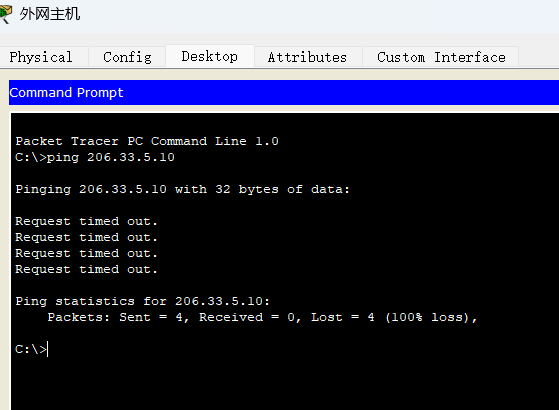 外网主机
Physical Config Desktop Attributes Custom Interface
Command Prompt
Packet Tracer PC Command Line 1.0
C:\>ping 206.33.5.10
Pinging 206.33.5.10 with 32 bytes of data:
Request timed out.
Request timed out.
Request timed out.
Request timed out.
Ping statistics for 206.33.5.10:
    Packets: Sent = 4, Received = 0, Lost = 4 (100% loss),
C:\>